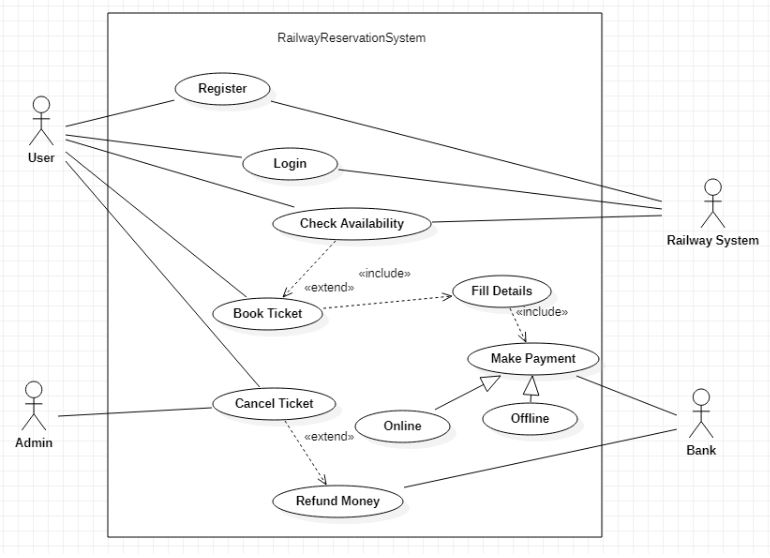 RailwayReservationSystem
Register
User
Login
Check Availability
Railway System
«include»
«extend»
Fill Details
Book Ticket
«include»
Make Payment
Cancel Ticket
Online
Offline
Admin
«extend»
Bank
Refund Money